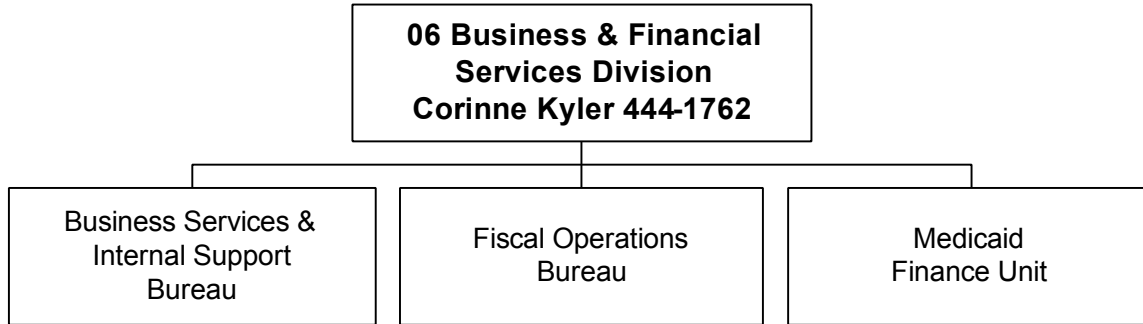 06 Business & Financial
Services Division
Corinne Kyler 444-1762
Business Services &
Internal Support
Bureau
Fiscal Operations
Bureau
Medicaid
Finance Unit